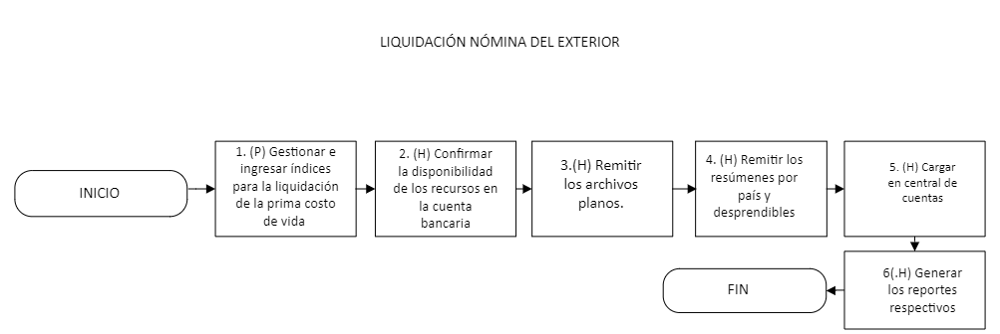 LIQUIDACIÓN NÓMINA DEL EXTERIOR
INICIO
1. (P) Gestionar e
ingresar índices
para la liquidación
de la prima costo
de vida
2. (H) Confirmar
la disponibilidad
de los recursos en
la cuenta
bancaria
3.(H) Remitir
los archivos
planos.
4. (H) Remitir los
resúmenes por
país y
desprendibles
5. (H) Cargar
en central de
cuentas
6(.H) Generar
los reportes
respectivos
FIN